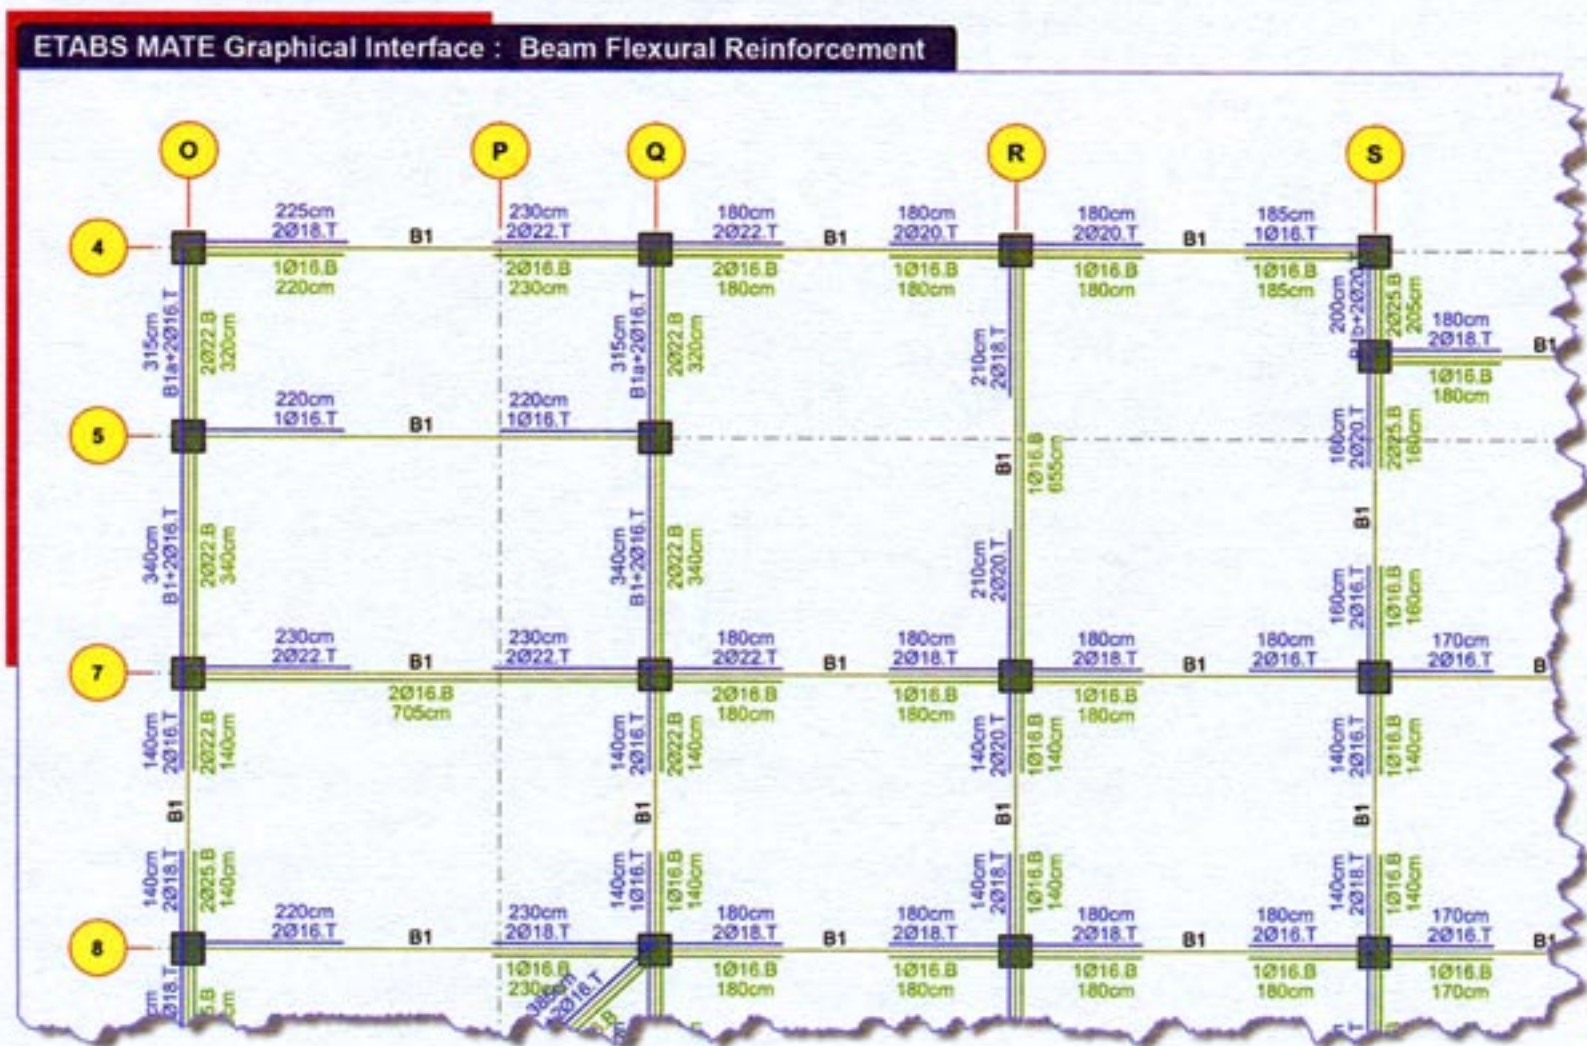 ETABS MATE Graphical Interface : Beam Flexural Reinforcement
O P Q R S
4
225cm 230cm 180cm 180cm 180cm 185cm
2Ø18.T B1 2Ø22.T 2Ø22.T B1 2Ø20.T 2Ø20.T B1 1Ø16.T
1Ø16.B 2Ø16.B 2Ø16.B 1Ø16.B 1Ø16.B 1Ø16.B
220cm 230cm 180cm 180cm 180cm 185cm
315cm
B1a+2Ø16.T
2Ø22.B
320cm
315cm
B1a+2Ø16.T
2Ø22.B
320cm
210cm
2Ø18.T
200cm
2Ø25.B
205cm
180cm
2Ø18.T B1
1Ø16.B
180cm
5
220cm 220cm
1Ø16.T B1 1Ø16.T
2Ø20.T
2Ø25.B
B1
1Ø16.B
655cm
340cm
B1+2Ø16.T
2Ø22.B
340cm
340cm
B1+2Ø16.T
2Ø22.B
340cm
210cm
2Ø20.T
B1
160cm
2Ø16.T
1Ø16.B
160cm
7
230cm 230cm 180cm 180cm 180cm 180cm 170cm
2Ø22.T B1 2Ø22.T 2Ø22.T B1 2Ø18.T 2Ø18.T B1 2Ø16.T 2Ø16.T B
2Ø16.B 2Ø16.B 1Ø16.B 1Ø16.B
705cm 180cm 180cm 180cm
140cm
2Ø16.T
2Ø22.B
140cm
140cm
2Ø16.T
2Ø22.B
140cm
140cm
2Ø20.T
1Ø16.B
140cm
140cm
2Ø16.T
1Ø16.B
140cm
B1 B1 B1 B1
140cm
2Ø18.T
2Ø25.B
140cm
140cm
1Ø16.T
1Ø16.B
140cm
140cm
2Ø18.T
1Ø16.B
140cm
140cm
2Ø18.T
1Ø16.B
140cm
8
220cm 230cm 180cm 180cm 180cm 180cm 170cm
2Ø16.T B1 2Ø18.T 2Ø18.T B1 2Ø18.T 2Ø18.T B1 2Ø16.T 2Ø16.T B1
1Ø16.B 1Ø16.B 1Ø16.B 1Ø16.B 1Ø16.B 1Ø16.B
230cm 180cm 180cm 180cm 180cm 170cm
Ø18.T
2Ø16.T